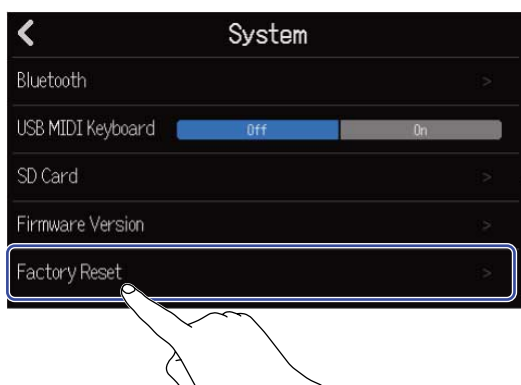 System
Bluetooth
USB MIDI Keyboard Off On
SD Card
Firmware Version
Factory Reset